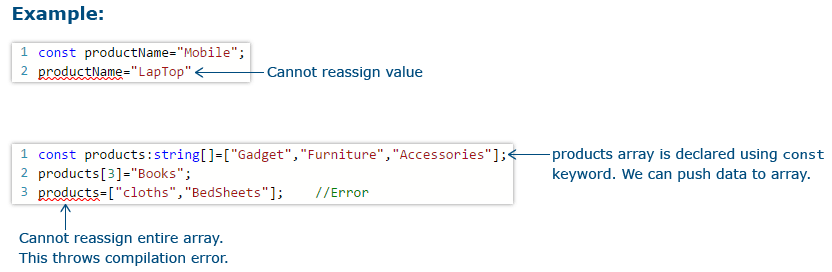 Example:
1 const productName="Mobile";
2 productName="LapTop"
Cannot reassign value
1 const products:string[]=["Gadget","Furniture","Accessories"];
2 products[3]="Books";
3 products=["cloths","BedSheets"]; //Error
products array is declared using const
keyword. We can push data to array.
Cannot reassign entire array.
This throws compilation error.